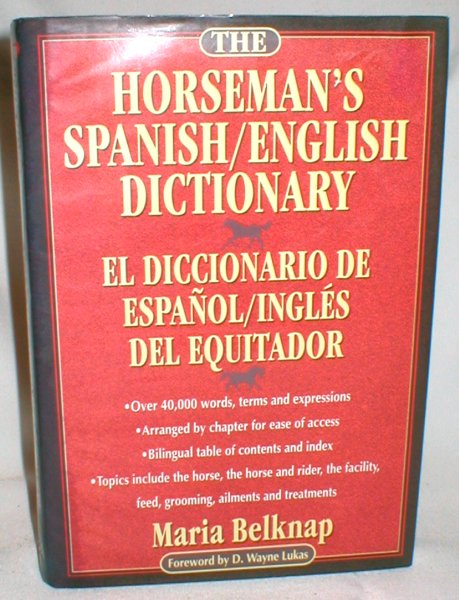 THE
HORSEMAN'S
SPANISH/ENGLISH
DICTIONARY
EL DICCIONARIO DE
ESPAÑOL/INGLÉS
DEL EQUITADOR
•Over 40,000 words, terms and expressions
•Arranged by chapter for ease of access
•Bilingual table of contents and index
•Topics include the horse, the horse and rider, the facility,
feed, grooming, ailments and treatments
Maria Belknap
Foreword by D. Wayne Lukas